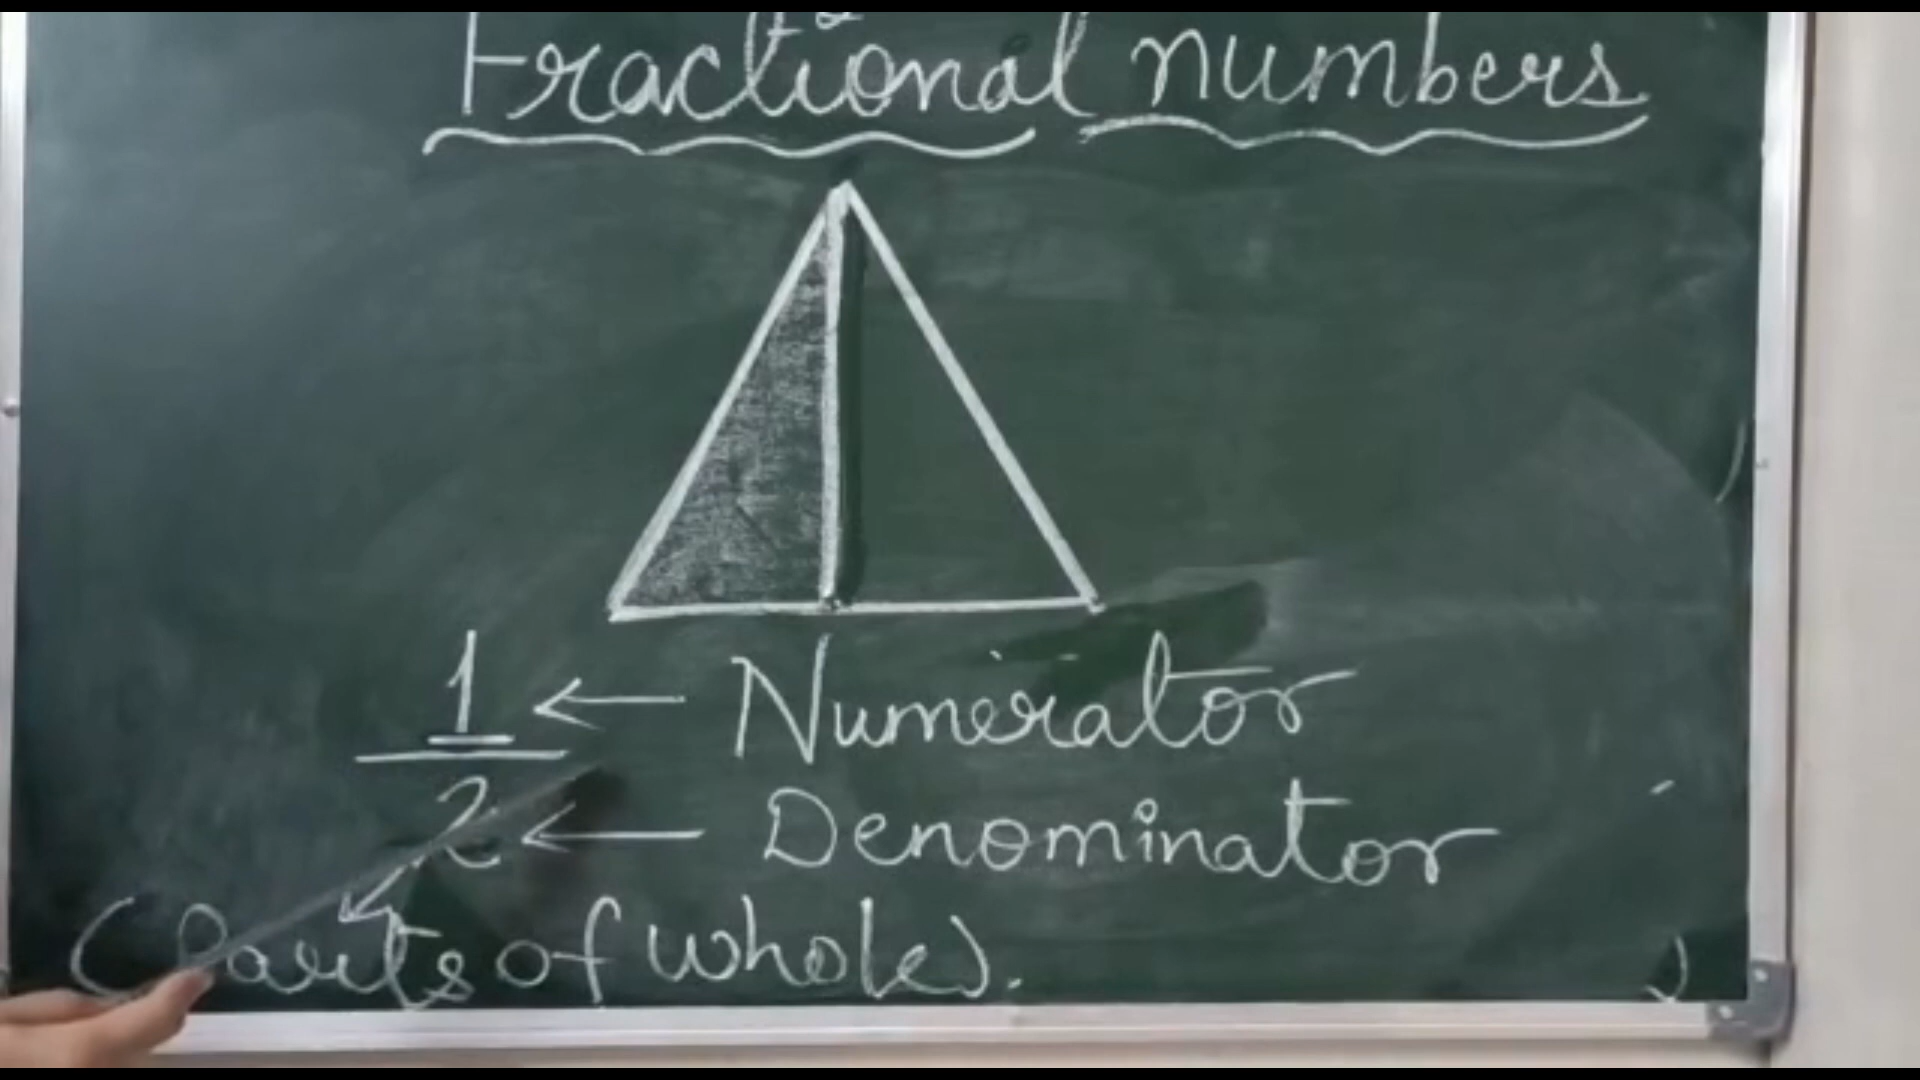 Fractional numbers
1 ← Numerator
2 ← Denominator
(Parts of whole).